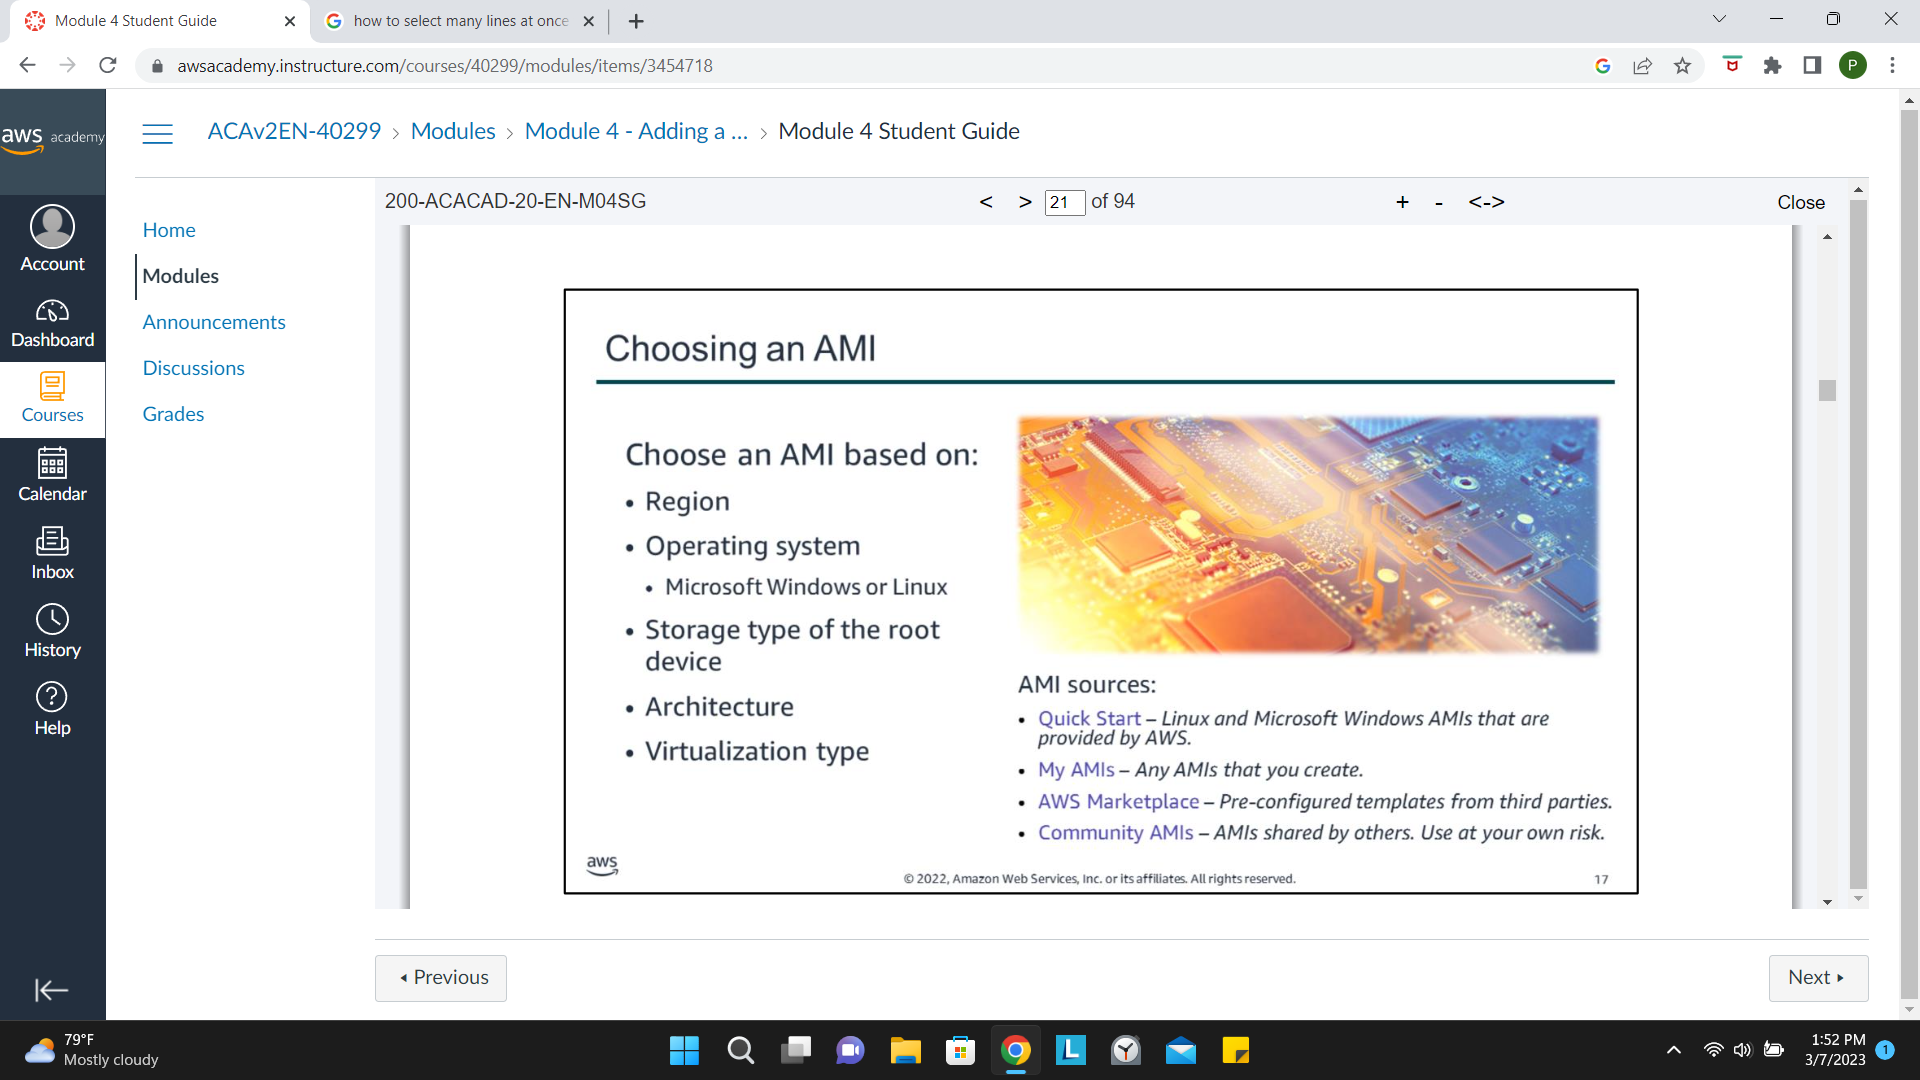 Module 4 Student Guide
how to select many lines at once
awsacademy.instructure.com/courses/40299/modules/items/3454718
P
aws academy
ACAv2EN-40299 > Modules > Module 4 - Adding a ... > Module 4 Student Guide
Account
Dashboard
Courses
Calendar
Inbox
History
Help
Home
Modules
Announcements
Discussions
Grades
200-ACACAD-20-EN-M04SG
< > 21 of 94
+ - <->
Close
Choosing an AMI
Choose an AMI based on:
• Region
• Operating system
• Microsoft Windows or Linux
• Storage type of the root
device
• Architecture
• Virtualization type
AMI sources:
• Quick Start – Linux and Microsoft Windows AMIs that are
provided by AWS.
• My AMIs – Any AMIs that you create.
• AWS Marketplace – Pre-configured templates from third parties.
• Community AMIs – AMIs shared by others. Use at your own risk.
aws
© 2022, Amazon Web Services, Inc. or its affiliates. All rights reserved.
17
Previous
Next
79°F
Mostly cloudy
L
1:52 PM
3/7/2023
1